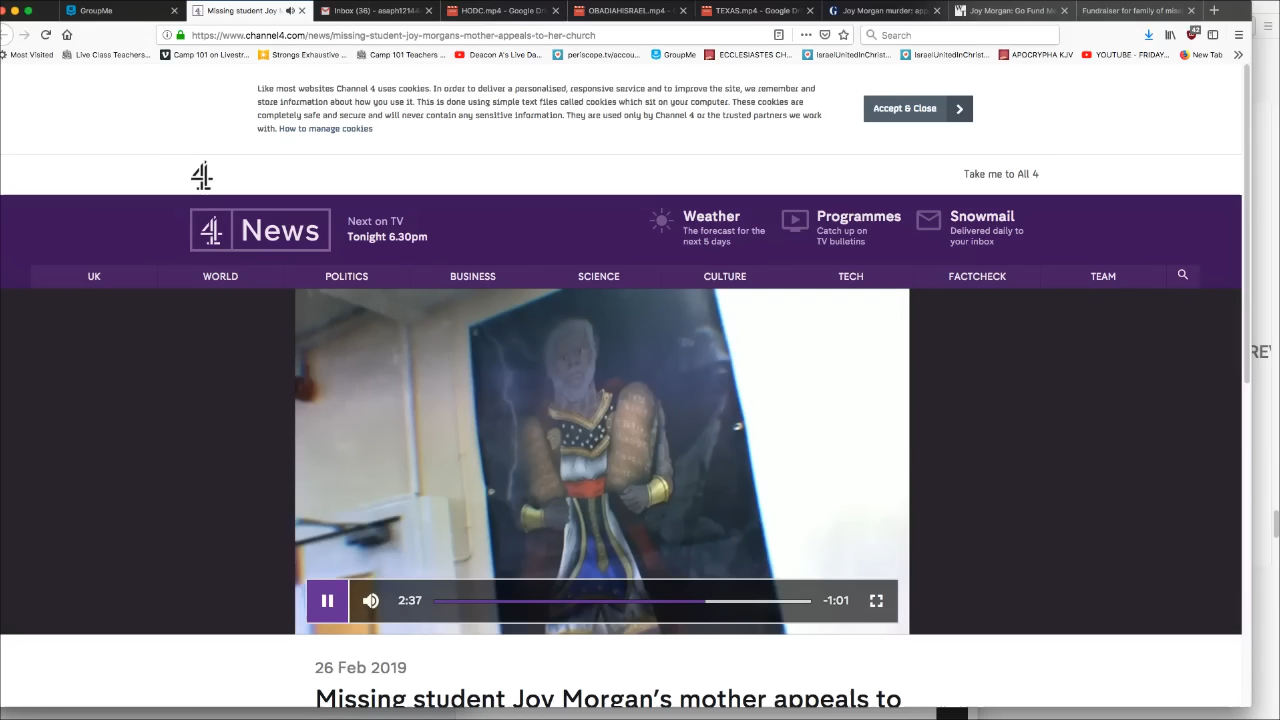 GroupMe
Missing student Joy
Inbox (36) - aseph12144
HODC.mp4 - Google Dri
OBADIAHSISRAEL.mp4 - G
TEXAS.mp4 - Google Dri
Joy Morgan murder: app
Joy Morgan: Go Fund Me
Fundraiser for family of missi
https://www.channel4.com/news/missing-student-joy-morgans-mother-appeals-to-her-church
Search
42
Most Visited
Live Class Teachers...
Camp 101 on Livestr...
Strongs Exhaustive ...
Camp 101 Teachers ...
Deacon A's Live Da...
periscope.tv/accou...
GroupMe
ECCLESIASTES CH...
IsraelUnitedInChrist...
IsraelUnitedInChrist...
APOCRYPHA KJV
YOUTUBE - FRIDAY...
New Tab
Like most websites Channel 4 uses cookies. In order to deliver a personalised, responsive service and to improve the site, we remember and
store information about how you use it. This is done using simple text files called cookies which sit on your computer. These cookies are
completely safe and secure and will never contain any sensitive information. They are used only by Channel 4 or the trusted partners we work
with. How to manage cookies
Accept & Close
4
Take me to All 4
4 News
Next on TV
Tonight 6.30pm
Weather
The forecast for the
next 5 days
Programmes
Catch up on
TV bulletins
Snowmail
Delivered daily to
your inbox
UK
WORLD
POLITICS
BUSINESS
SCIENCE
CULTURE
TECH
FACTCHECK
TEAM
2:37
-1:01
26 Feb 2019
Missing student Joy Morgan's mother appeals to